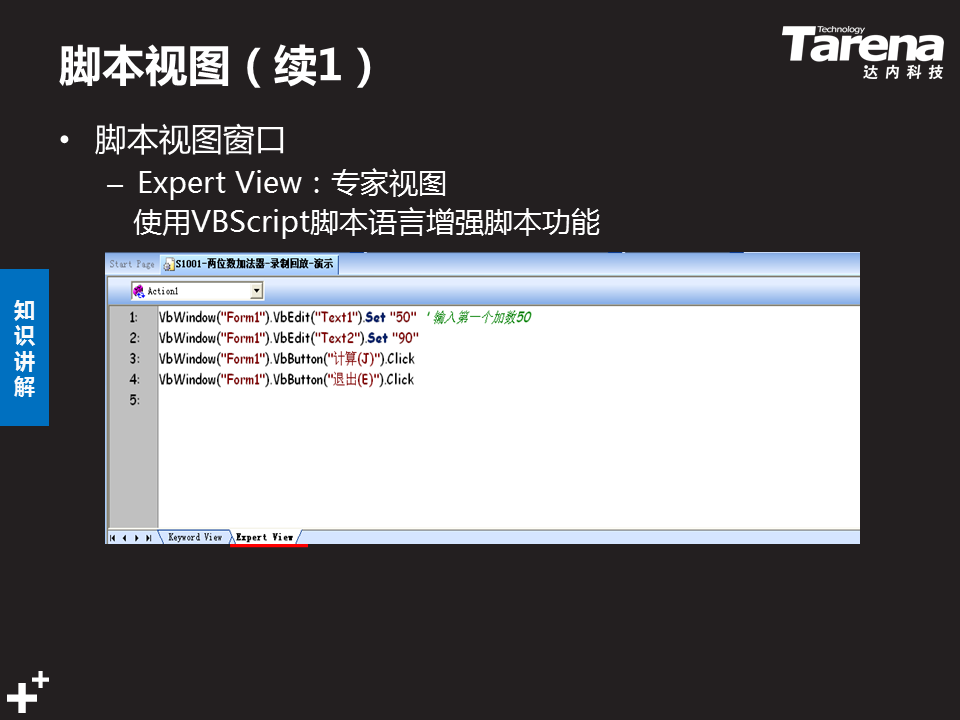 脚本视图（续1）
Technology
Tarena
达内科技
• 脚本视图窗口
– Expert View：专家视图
使用VBScript脚本语言增强脚本功能
知识讲解
Start Page S1001-两位数加法器-录制回放-演示
Action1
1: VbWindow("Form1").VbEdit("Text1").Set "50" ' 输入第一个加数50
2: VbWindow("Form1").VbEdit("Text2").Set "90"
3: VbWindow("Form1").VbButton("计算(J)").Click
4: VbWindow("Form1").VbButton("退出(E)").Click
5:
Keyword View Expert View